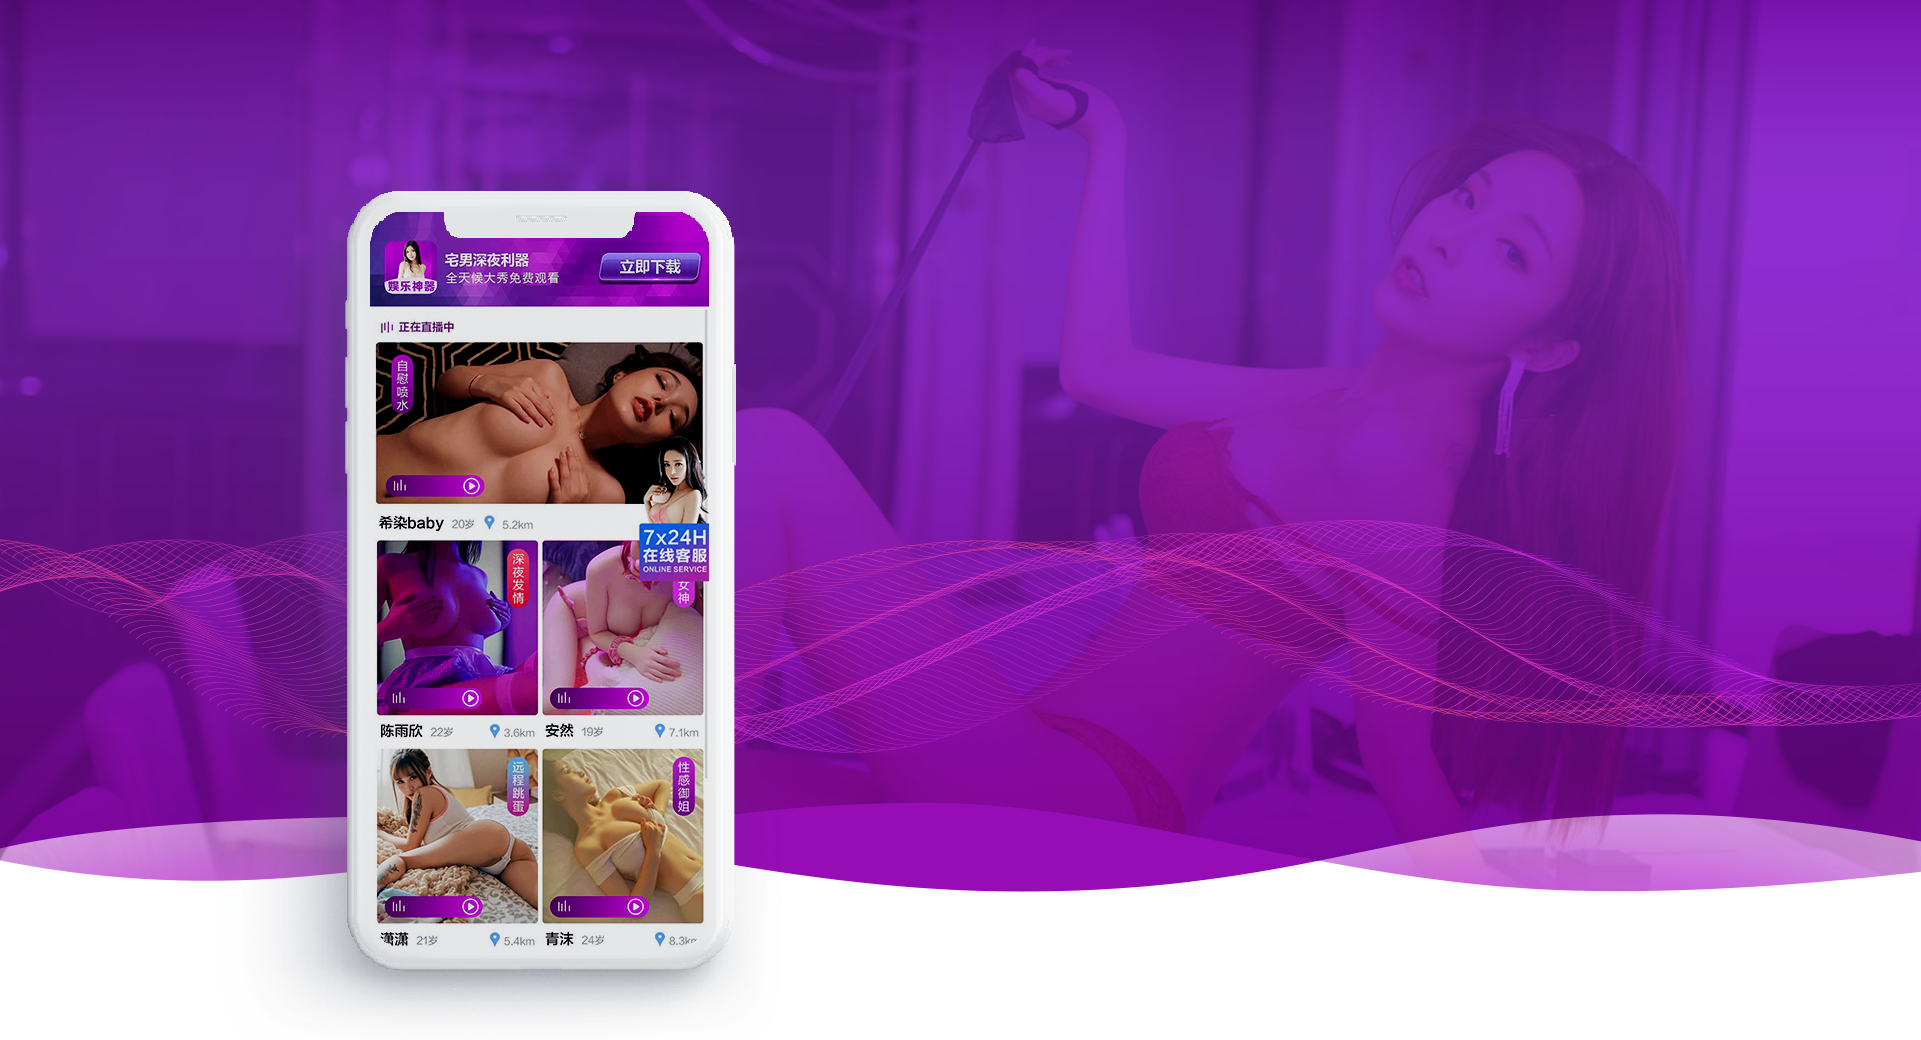 宅男深夜利器
全天候大秀免费观看
立即下载
娱乐神器
正在直播中
自慰喷水
希染baby 20岁 5.2km
7x24H
在线客服
ONLINE SERVICE
深夜发情
女神
陈雨欣 22岁 3.6km
安然 19岁 7.1km
远程跳蛋
性感御姐
潇潇 21岁 5.4km
青沫 24岁 8.3km